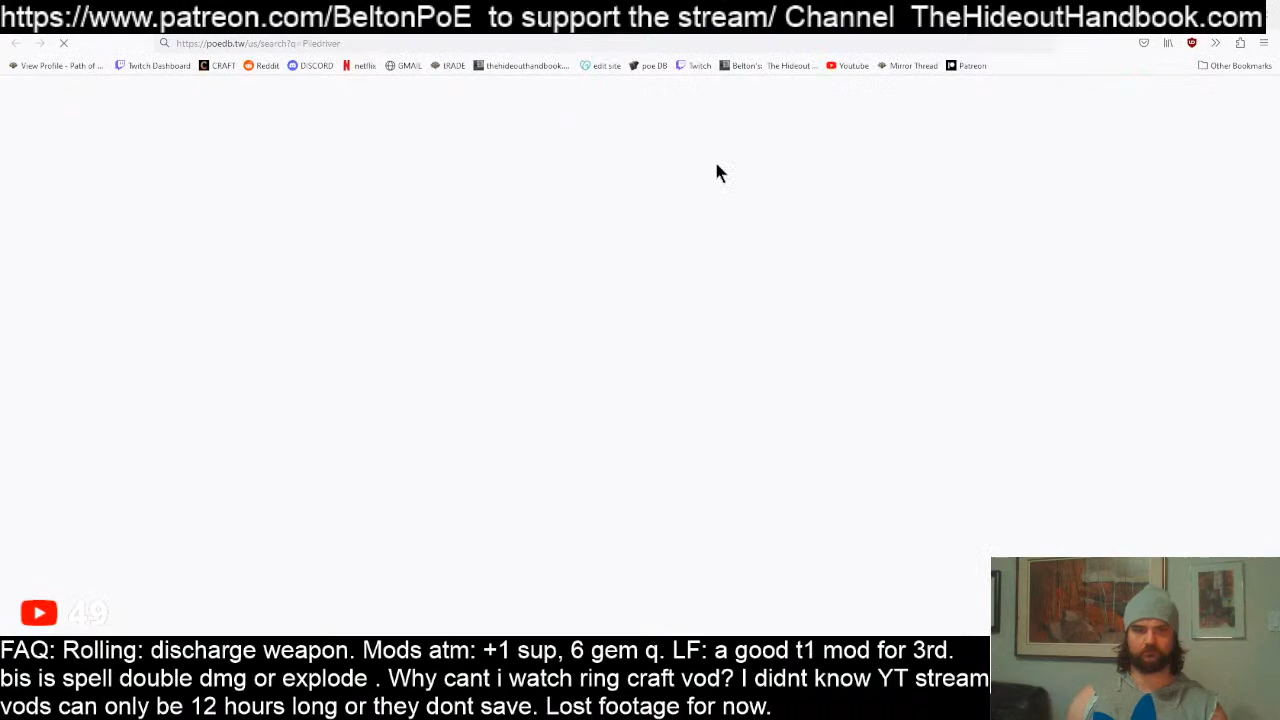 https://www.patreon.com/BeltonPoE to support the stream/ Channel TheHideoutHandbook.com
https://poedb.tw/us/search?q=Piledriver
View Profile - Path of ... Twitch Dashboard CRAFT Reddit DISCORD netflix GMAIL tRADE thehideouthandbook.... edit site poe DB Twitch Belton's: The Hideout ... Youtube Mirror Thread Patreon Other Bookmarks
49
FAQ: Rolling: discharge weapon. Mods atm: +1 sup, 6 gem q. LF: a good t1 mod for 3rd.
bis is spell double dmg or explode . Why cant i watch ring craft vod? I didnt know YT stream
vods can only be 12 hours long or they dont save. Lost footage for now.